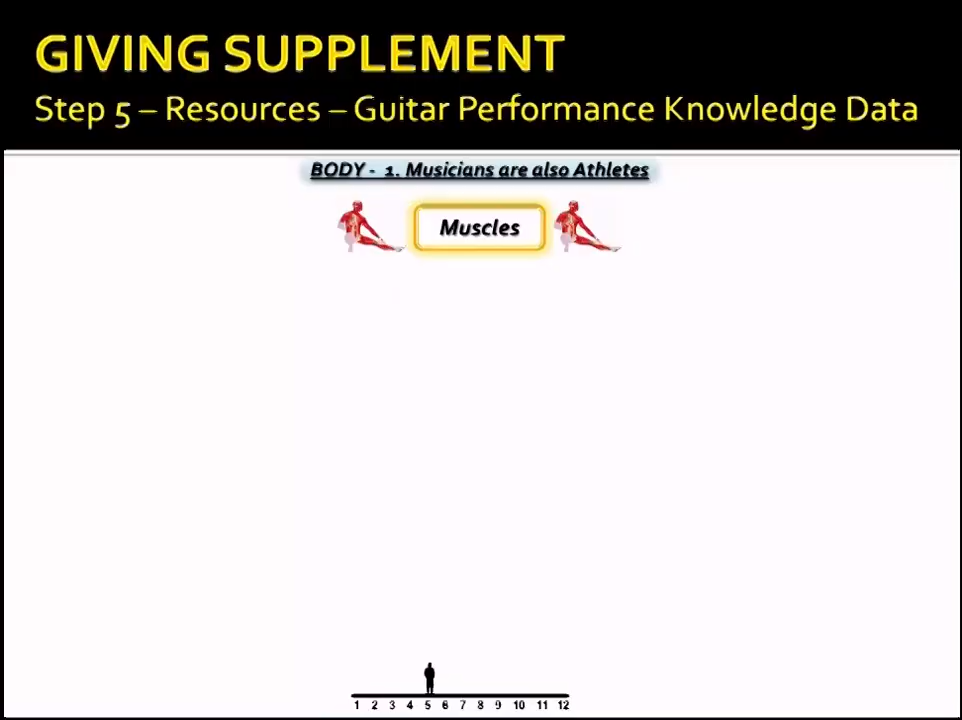 GIVING SUPPLEMENT
Step 5 – Resources – Guitar Performance Knowledge Data
BODY - 1. Musicians are also Athletes
Muscles
1 2 3 4 5 6 7 8 9 10 11 12